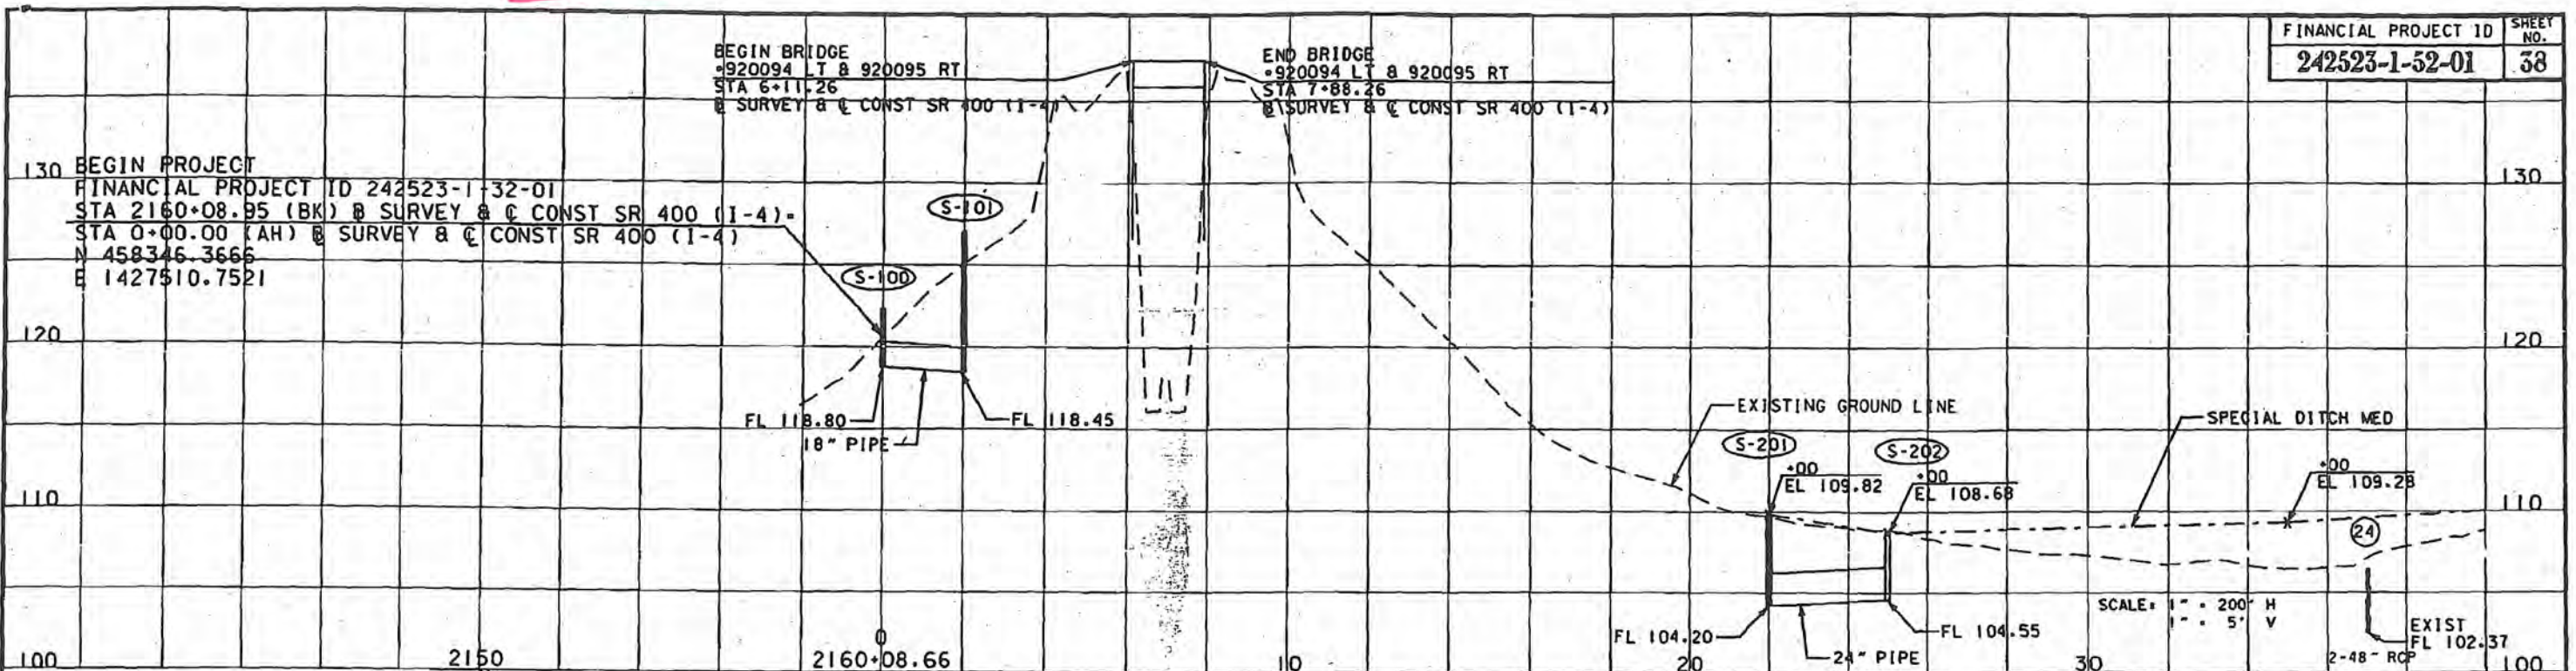 FINANCIAL PROJECT ID
SHEET NO.
242523-1-52-01
38
BEGIN BRIDGE
•920094 LT & 920095 RT
STA 6+11.26
℄ SURVEY & ℄ CONST SR 400 (I-4)
END BRIDGE
•920094 LT & 920095 RT
STA 7+88.26
℄ SURVEY & ℄ CONST SR 400 (I-4)
130
BEGIN PROJECT
FINANCIAL PROJECT ID 242523-1-32-01
STA 2160+08.95 (BK) ℄ SURVEY & ℄ CONST SR 400 (I-4)=
STA 0+00.00 (AH) ℄ SURVEY & ℄ CONST SR 400 (I-4)
N 458346.3666
E 1427510.7521
130
S-101
S-100
120
120
FL 118.80
FL 118.45
18" PIPE
EXISTING GROUND LINE
SPECIAL DITCH MED
S-201
S-202
+00
EL 109.82
+00
EL 108.68
+00
EL 109.28
110
110
24
SCALE: 1" = 200' H
1" = 5' V
FL 104.20
FL 104.55
24" PIPE
EXIST
FL 102.37
2-48" RCP
0
100
2150
2160+08.66
10
20
30
100